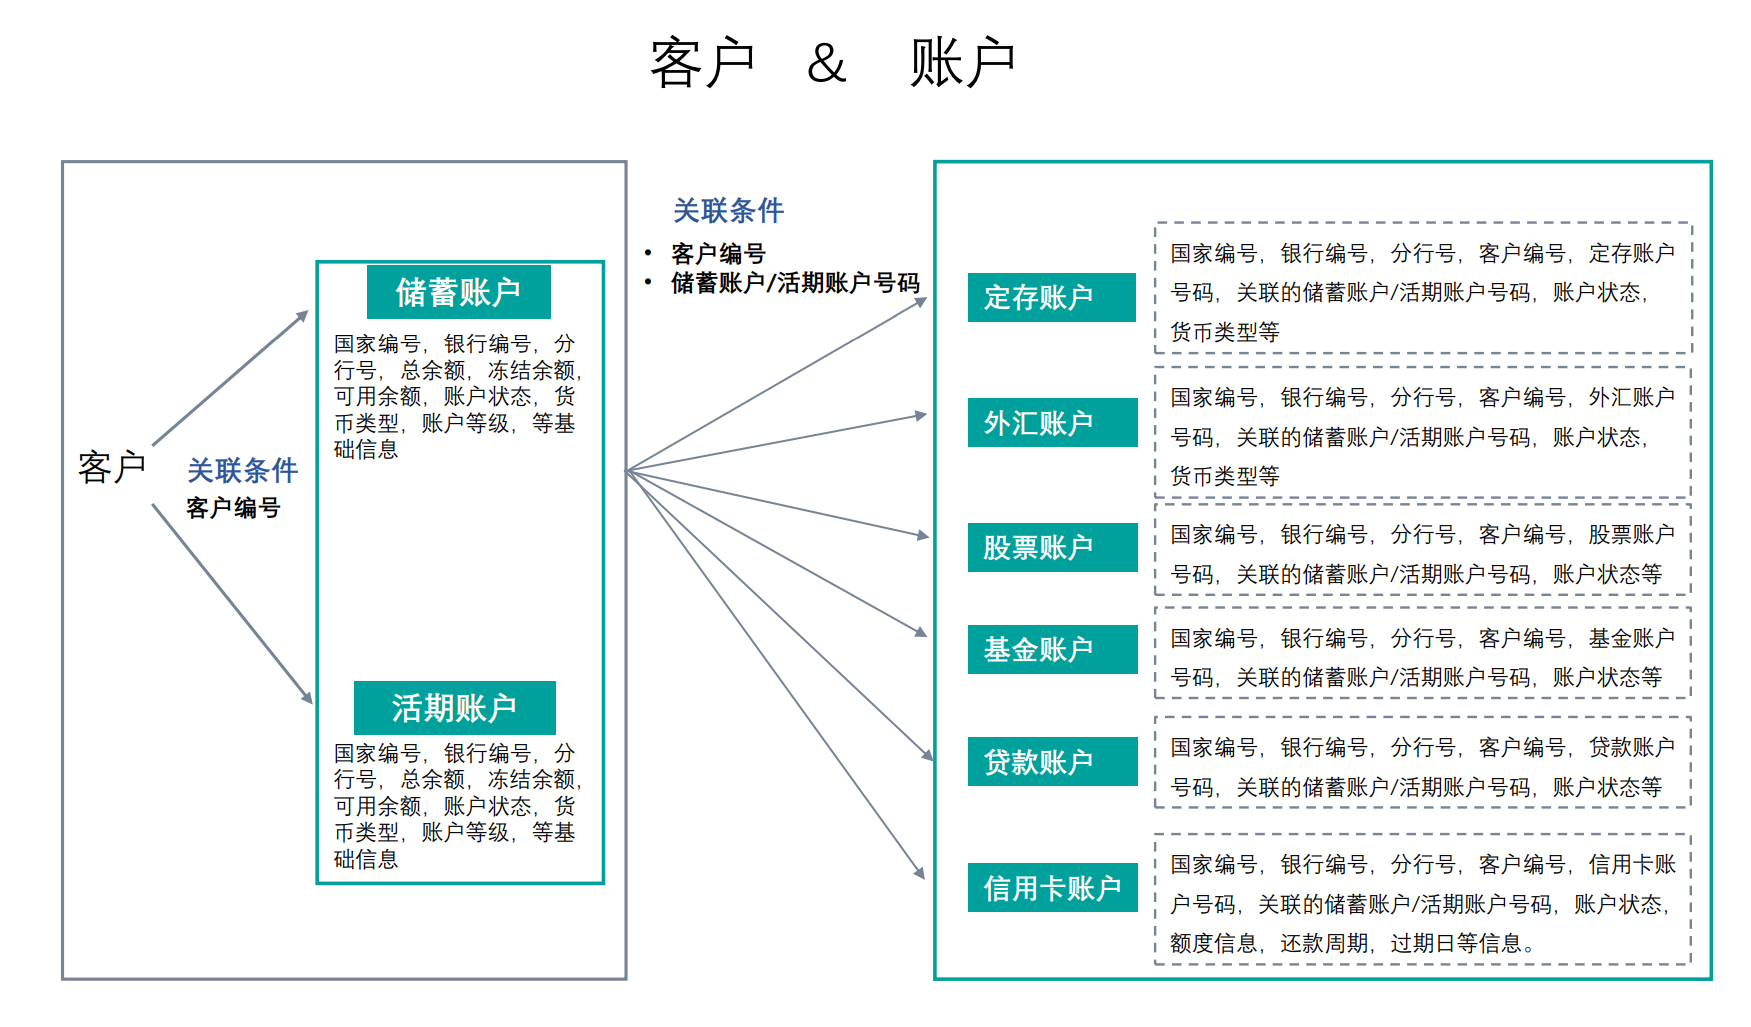 客户 & 账户
客户
关联条件
客户编号
储蓄账户
国家编号，银行编号，分
行号，总余额，冻结余额，
可用余额，账户状态，货
币类型，账户等级，等基
础信息
活期账户
国家编号，银行编号，分
行号，总余额，冻结余额，
可用余额，账户状态，货
币类型，账户等级，等基
础信息
关联条件
• 客户编号
• 储蓄账户/活期账户号码
定存账户
国家编号，银行编号，分行号，客户编号，定存账户
号码，关联的储蓄账户/活期账户号码，账户状态，
货币类型等
外汇账户
国家编号，银行编号，分行号，客户编号，外汇账户
号码，关联的储蓄账户/活期账户号码，账户状态，
货币类型等
股票账户
国家编号，银行编号，分行号，客户编号，股票账户
号码，关联的储蓄账户/活期账户号码，账户状态等
基金账户
国家编号，银行编号，分行号，客户编号，基金账户
号码，关联的储蓄账户/活期账户号码，账户状态等
贷款账户
国家编号，银行编号，分行号，客户编号，贷款账户
号码，关联的储蓄账户/活期账户号码，账户状态等
信用卡账户
国家编号，银行编号，分行号，客户编号，信用卡账
户号码，关联的储蓄账户/活期账户号码，账户状态，
额度信息，还款周期，过期日等信息。